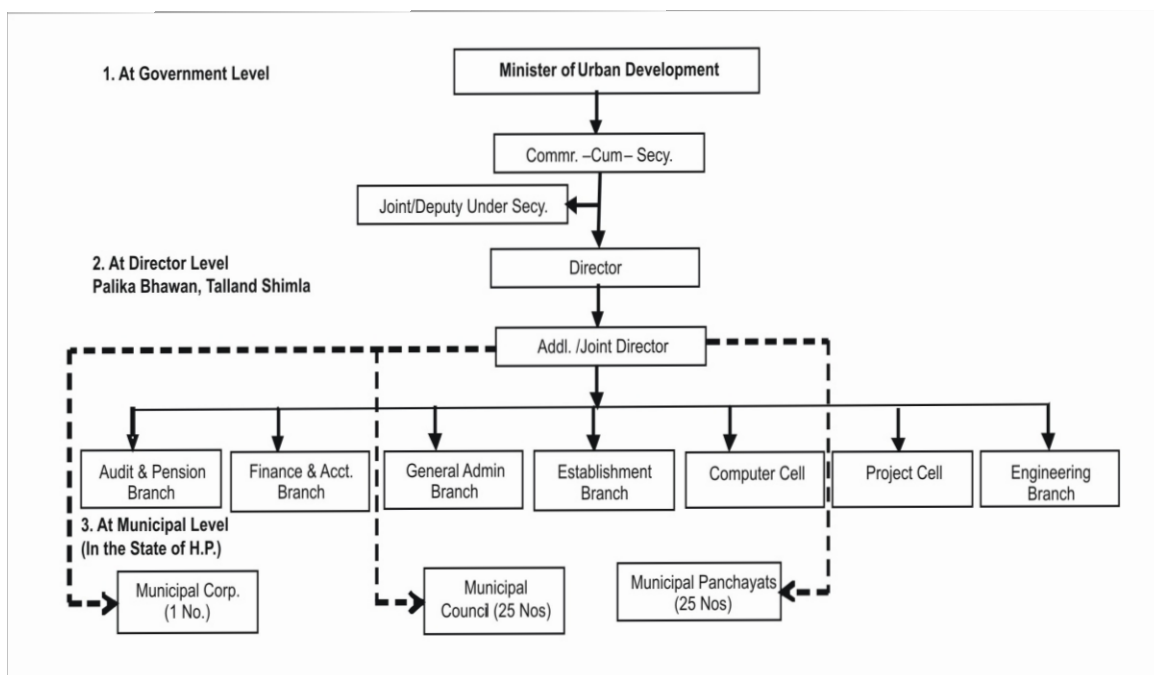 1. At Government Level
Minister of Urban Development
Commr. –Cum– Secy.
Joint/Deputy Under Secy.
2. At Director Level
Palika Bhawan, Talland Shimla
Director
Addl. /Joint Director
Audit & Pension
Branch
Finance & Acct.
Branch
General Admin
Branch
Establishment
Branch
Computer Cell
Project Cell
Engineering
Branch
3. At Municipal Level
(In the State of H.P.)
Municipal Corp.
(1 No.)
Municipal
Council (25 Nos)
Municipal Panchayats
(25 Nos)